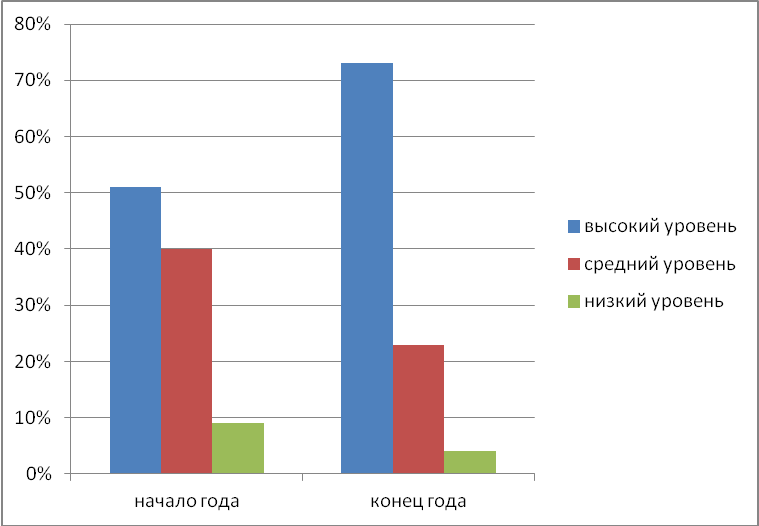 80%
70%
60%
50%
40%
30%
20%
10%
0%
начало года
конец года
высокий уровень
средний уровень
низкий уровень